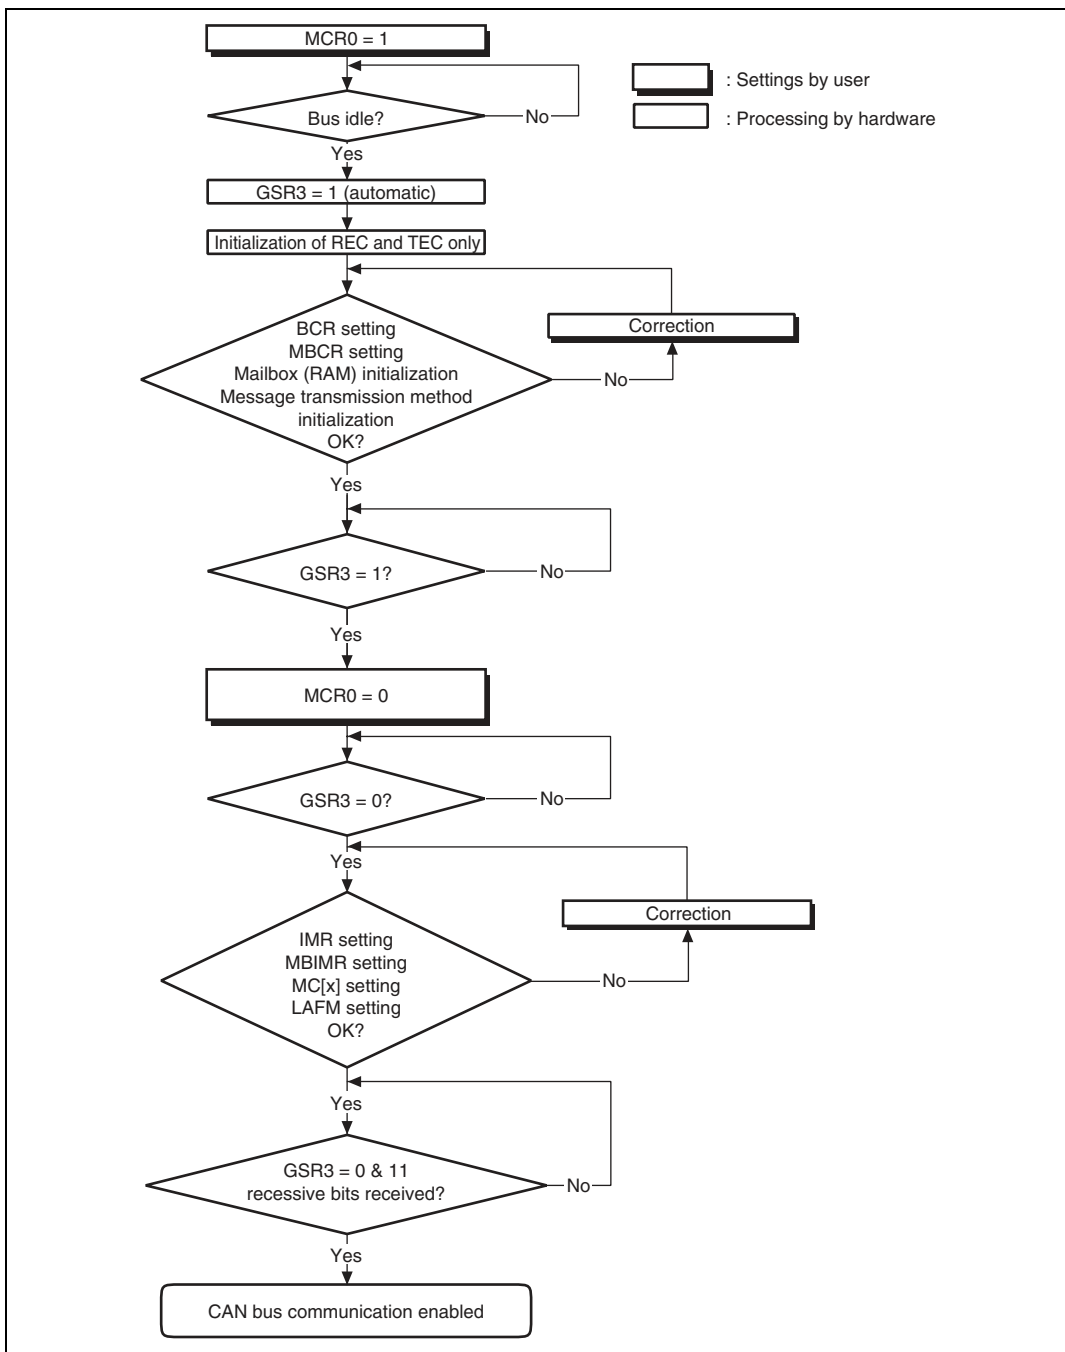 MCR0 = 1
: Settings by user
Bus idle?
No
: Processing by hardware
Yes
GSR3 = 1 (automatic)
Initialization of REC and TEC only
Correction
BCR setting
MBCR setting
Mailbox (RAM) initialization
Message transmission method
initialization
OK?
No
Yes
GSR3 = 1?
No
Yes
MCR0 = 0
GSR3 = 0?
No
Yes
Correction
IMR setting
MBIMR setting
MC[x] setting
LAFM setting
OK?
No
Yes
GSR3 = 0 & 11
recessive bits received?
No
Yes
CAN bus communication enabled